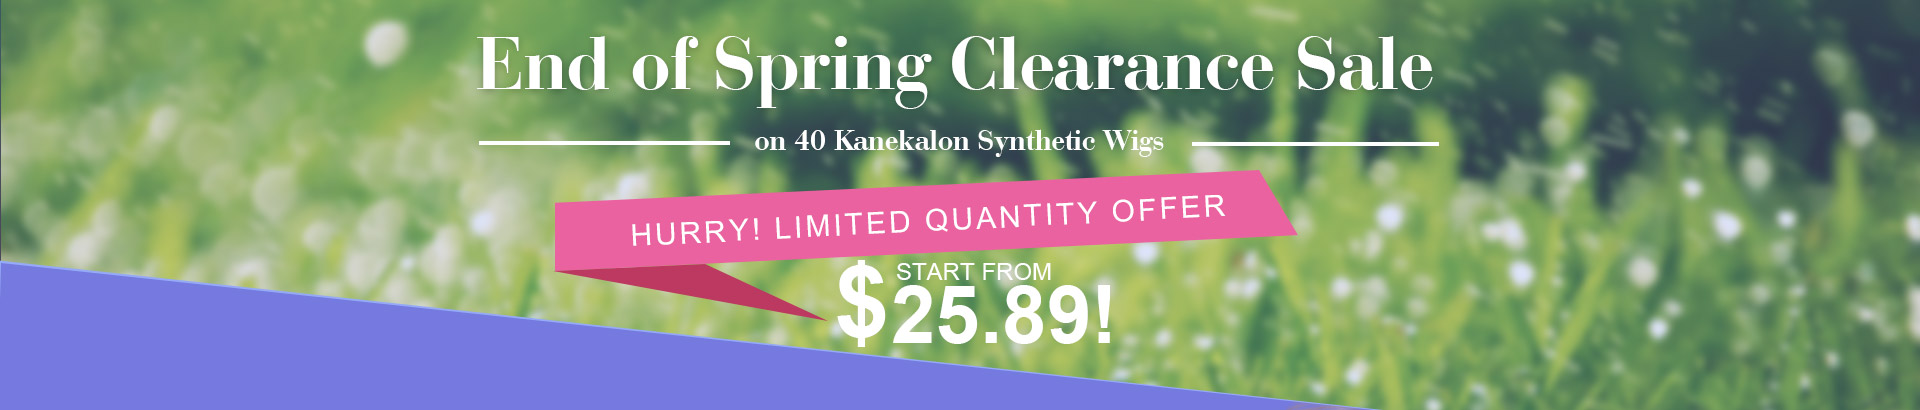 End of Spring Clearance Sale
on 40 Kanekalon Synthetic Wigs
HURRY! LIMITED QUANTITY OFFER
START FROM
$25.89!